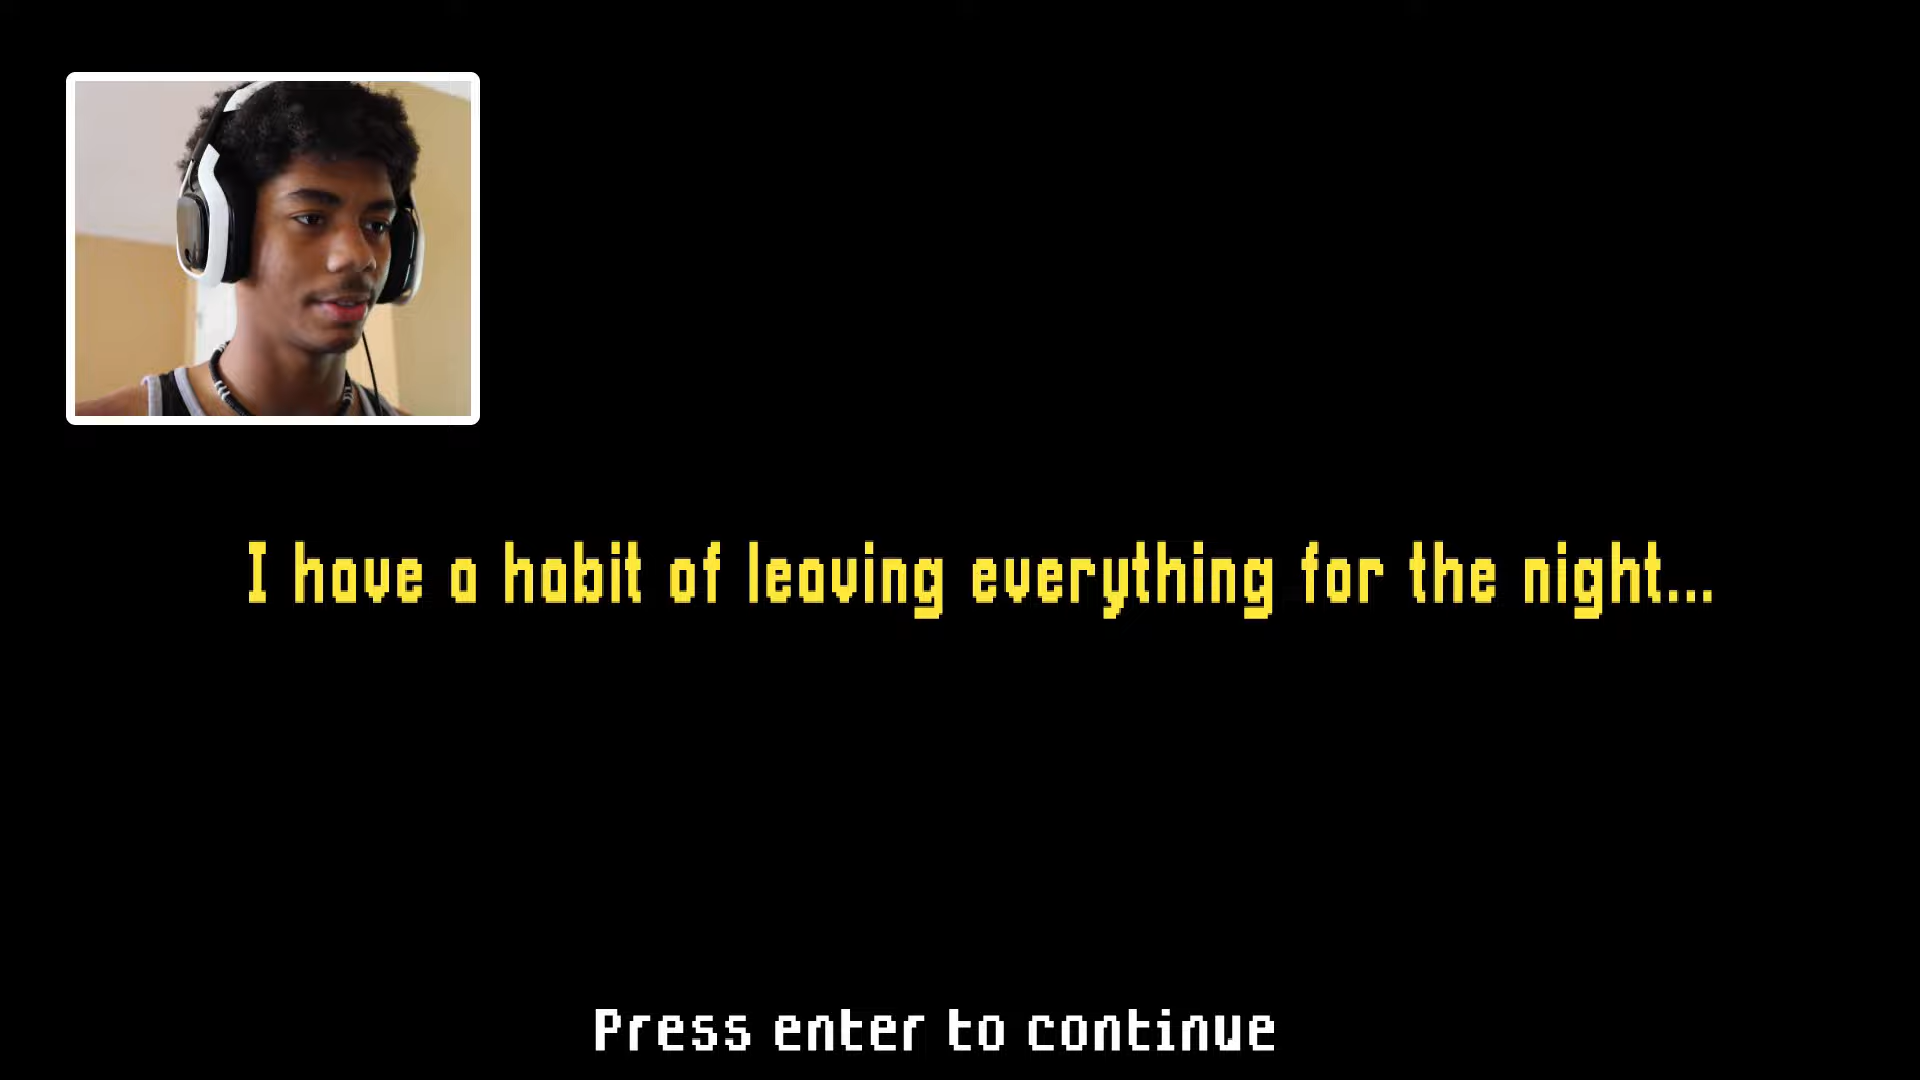 I have a habit of leaving everything for the night...
Press enter to continue